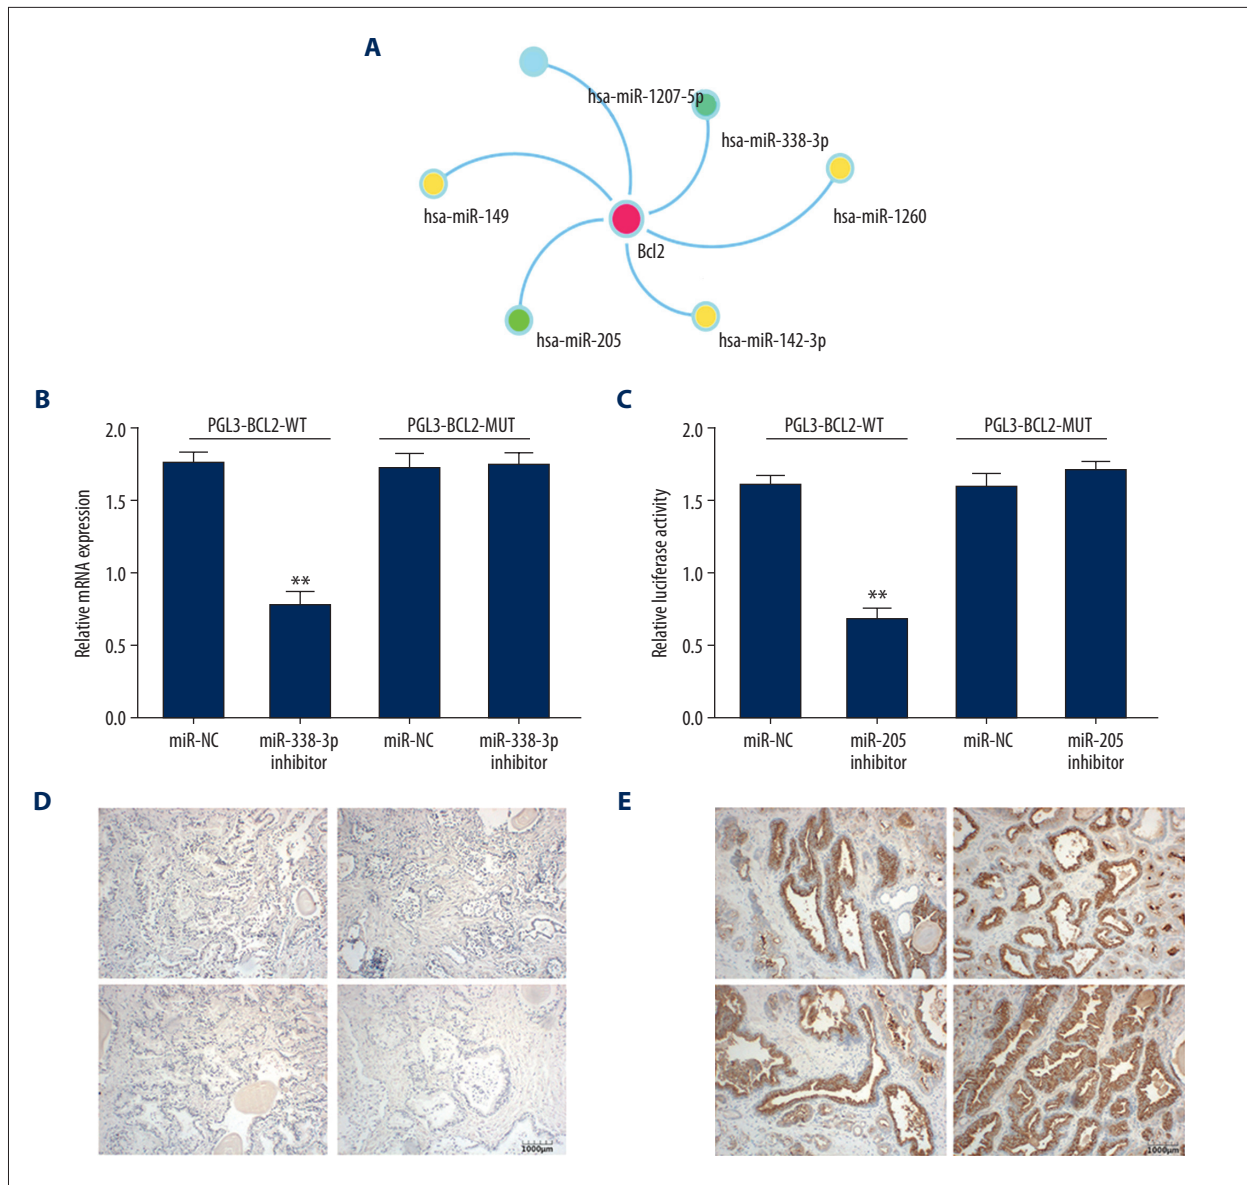 A
hsa-miR-1207-5p
hsa-miR-338-3p
hsa-miR-149
hsa-miR-1260
Bcl2
hsa-miR-205
hsa-miR-142-3p
B
PGL3-BCL2-WT
PGL3-BCL2-MUT
2.0
1.5
1.0
0.5
0.0
Relative mRNA expression
**
miR-NC
miR-338-3p
inhibitor
miR-NC
miR-338-3p
inhibitor
C
PGL3-BCL2-WT
PGL3-BCL2-MUT
2.0
1.5
1.0
0.5
0.0
Relative luciferase activity
**
miR-NC
miR-205
inhibitor
miR-NC
miR-205
inhibitor
D
1000µm
E
1000µm